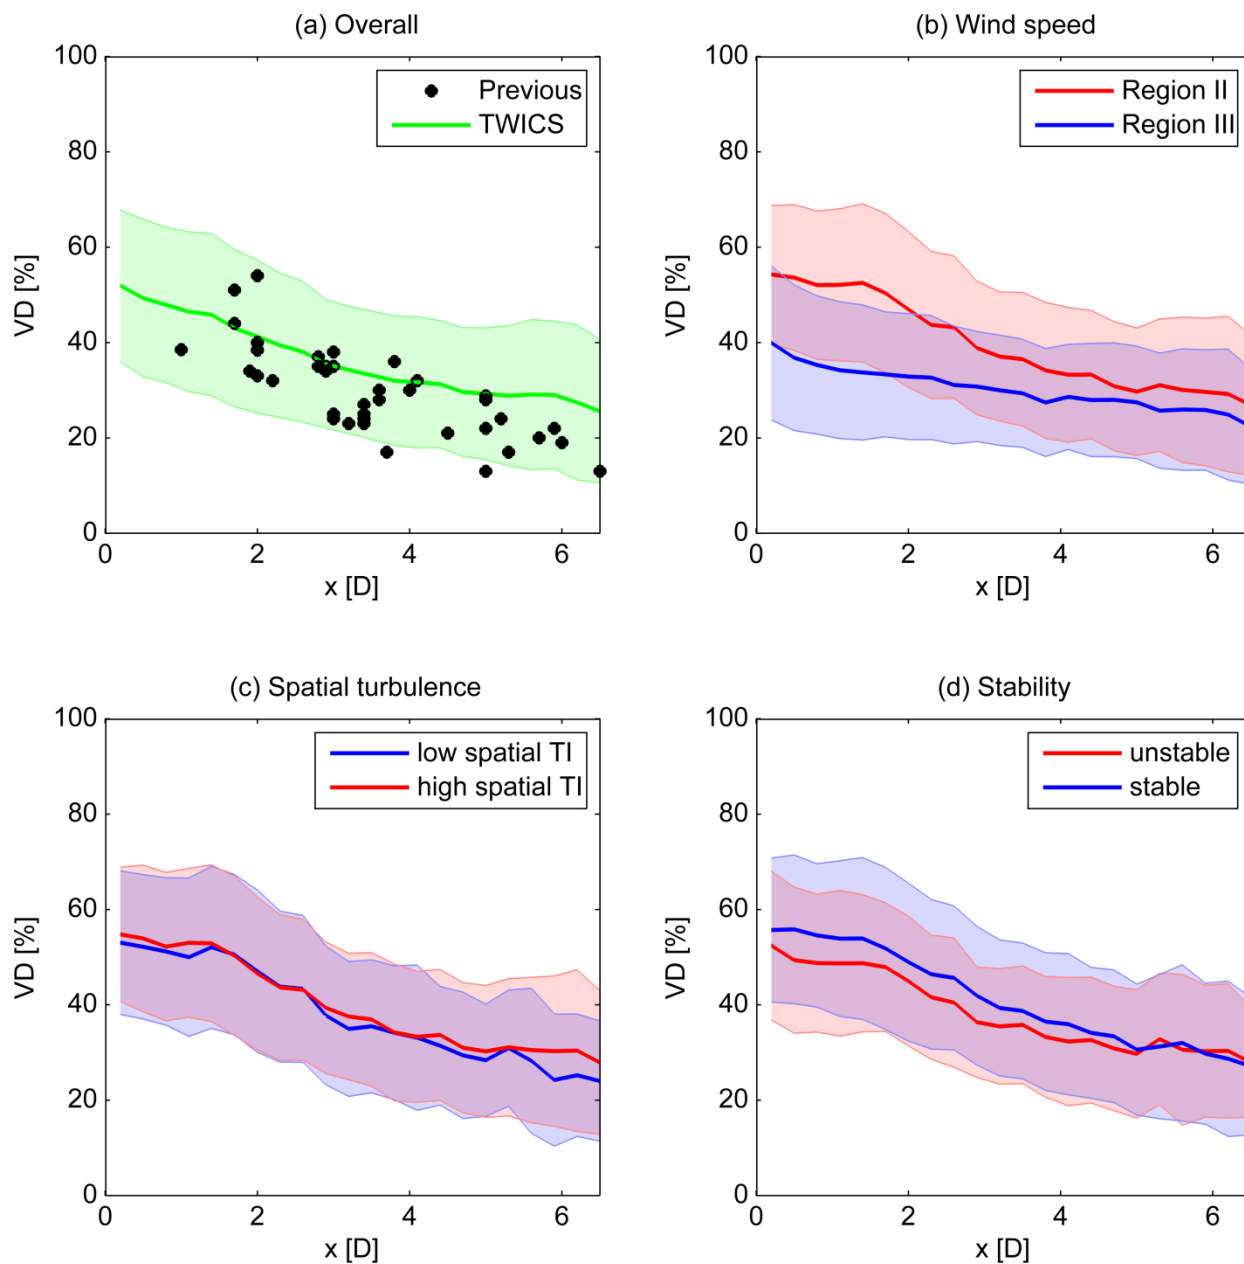 (a) Overall
100
80
60
40
20
0
VD [%]
Previous
TWICS
0 2 4 6
x [D]
(b) Wind speed
100
80
60
40
20
0
VD [%]
Region II
Region III
0 2 4 6
x [D]
(c) Spatial turbulence
100
80
60
40
20
0
VD [%]
low spatial TI
high spatial TI
0 2 4 6
x [D]
(d) Stability
100
80
60
40
20
0
VD [%]
unstable
stable
0 2 4 6
x [D]